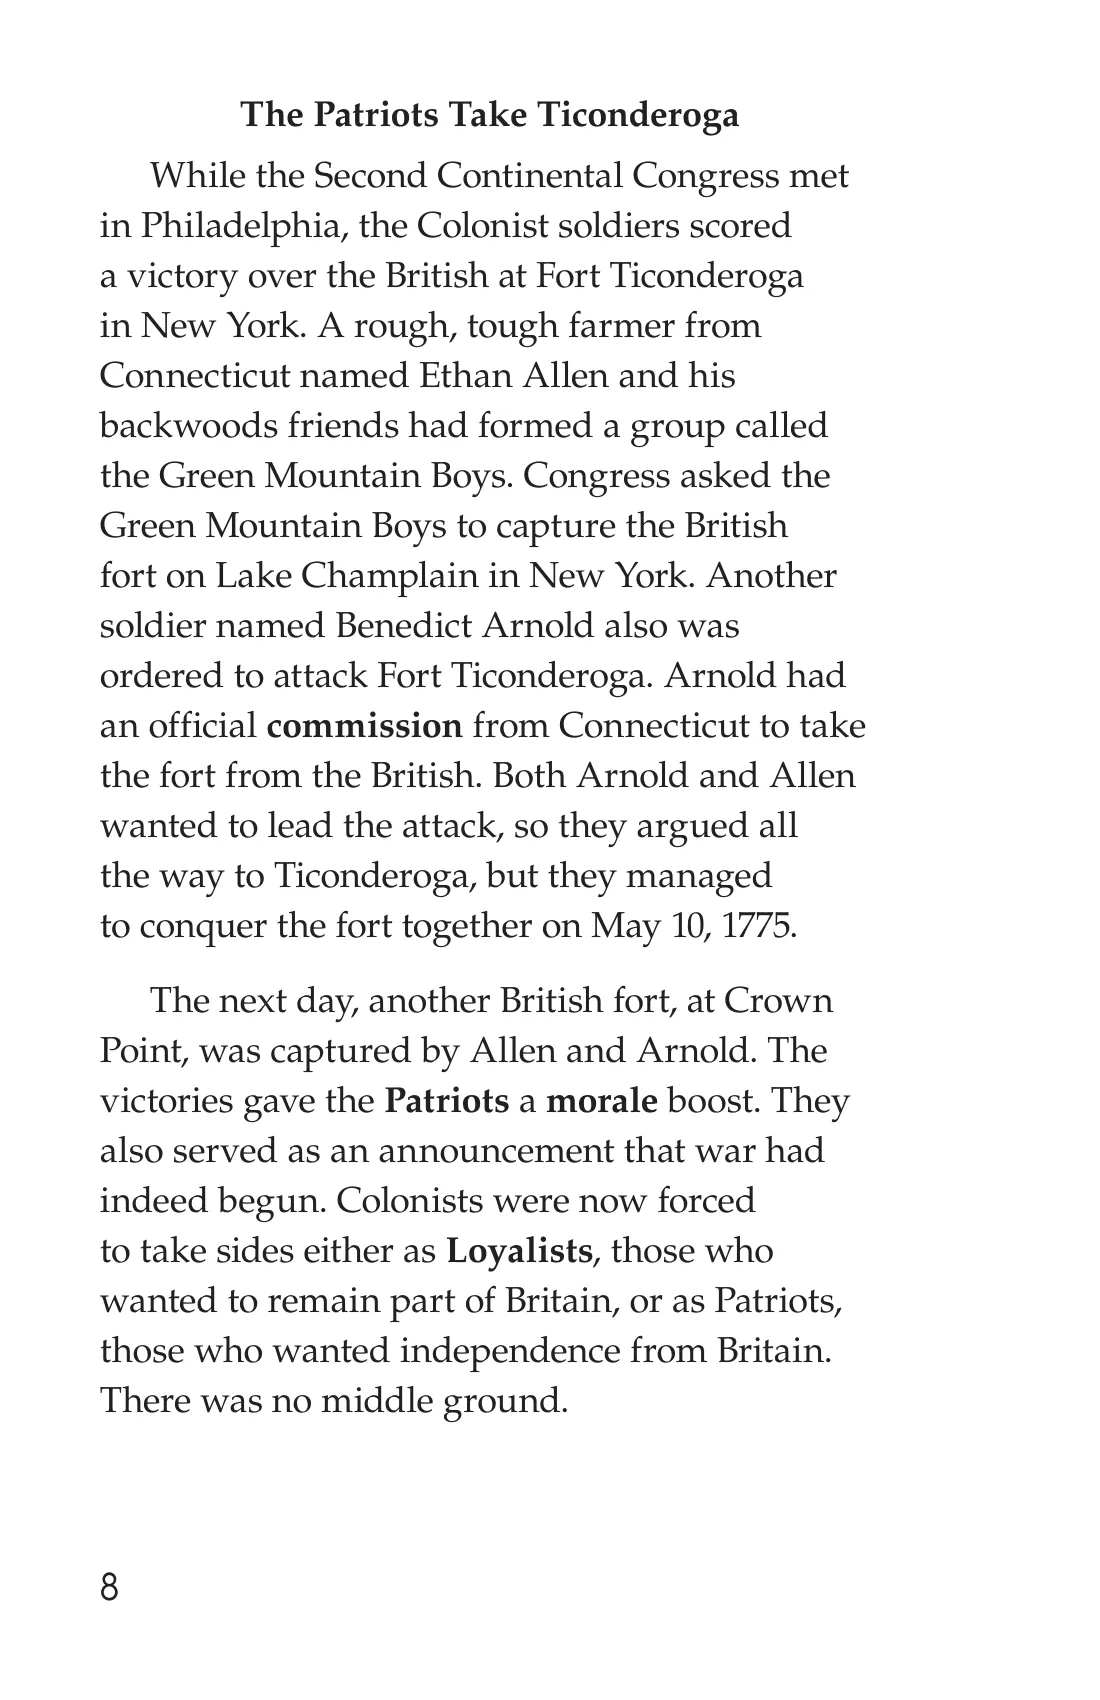 The Patriots Take Ticonderoga
While the Second Continental Congress met
in Philadelphia, the Colonist soldiers scored
a victory over the British at Fort Ticonderoga
in New York. A rough, tough farmer from
Connecticut named Ethan Allen and his
backwoods friends had formed a group called
the Green Mountain Boys. Congress asked the
Green Mountain Boys to capture the British
fort on Lake Champlain in New York. Another
soldier named Benedict Arnold also was
ordered to attack Fort Ticonderoga. Arnold had
an official commission from Connecticut to take
the fort from the British. Both Arnold and Allen
wanted to lead the attack, so they argued all
the way to Ticonderoga, but they managed
to conquer the fort together on May 10, 1775.
The next day, another British fort, at Crown
Point, was captured by Allen and Arnold. The
victories gave the Patriots a morale boost. They
also served as an announcement that war had
indeed begun. Colonists were now forced
to take sides either as Loyalists, those who
wanted to remain part of Britain, or as Patriots,
those who wanted independence from Britain.
There was no middle ground.
8